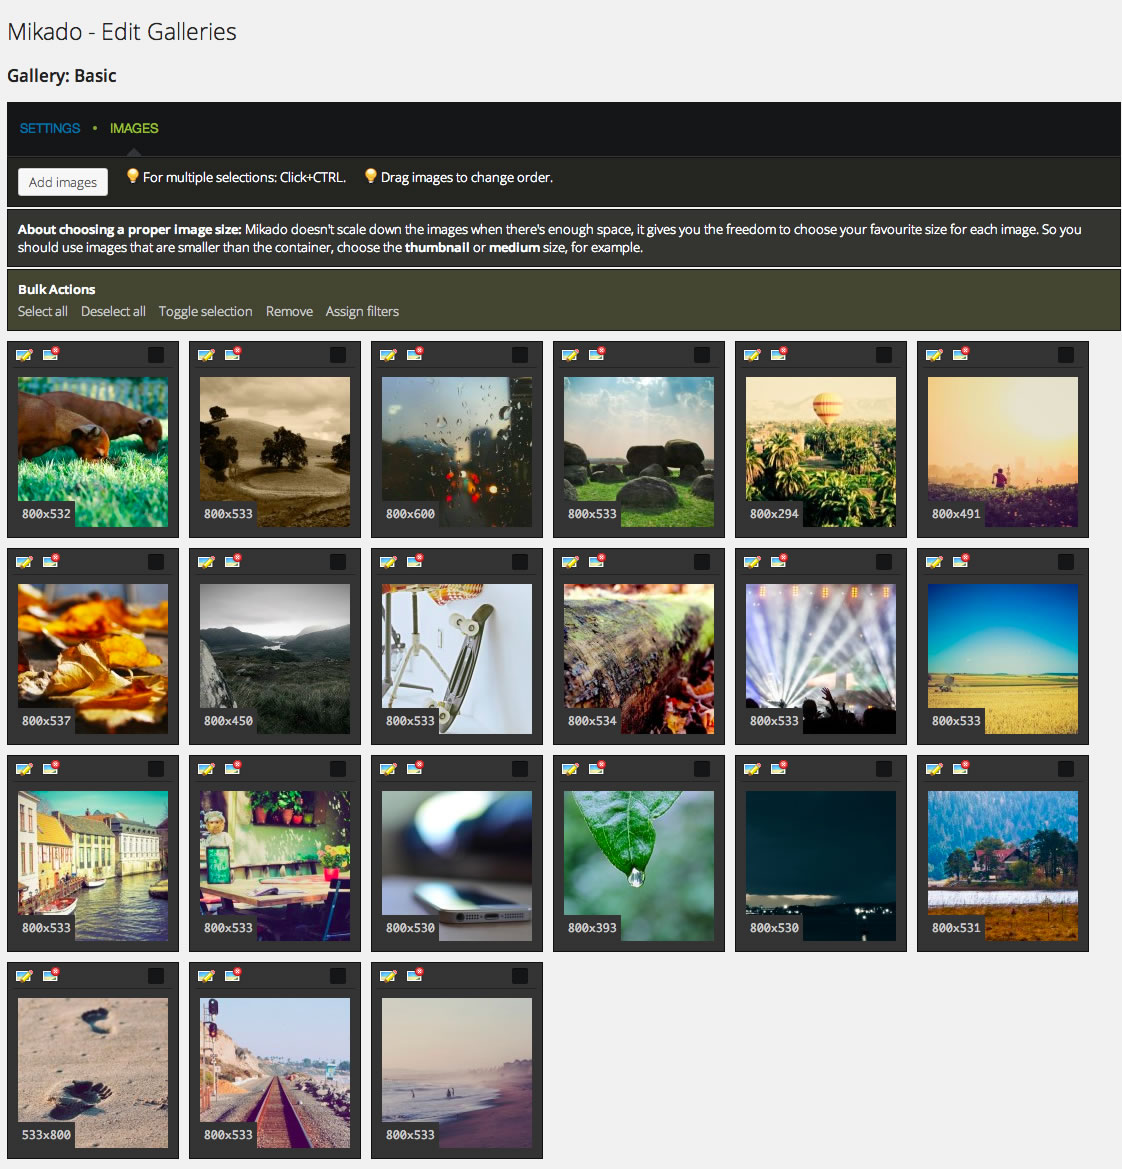 Mikado - Edit Galleries
Gallery: Basic
SETTINGS • IMAGES
Add images For multiple selections: Click+CTRL. Drag images to change order.
About choosing a proper image size: Mikado doesn't scale down the images when there's enough space, it gives you the freedom to choose your favourite size for each image. So you
should use images that are smaller than the container, choose the thumbnail or medium size, for example.
Bulk Actions
Select all Deselect all Toggle selection Remove Assign filters
800x532 800x533 800x600 800x533 800x294 800x491
800x537 800x450 800x533 800x534 800x533 800x533
800x533 800x533 800x530 800x393 800x530 800x531
533x800 800x533 800x533